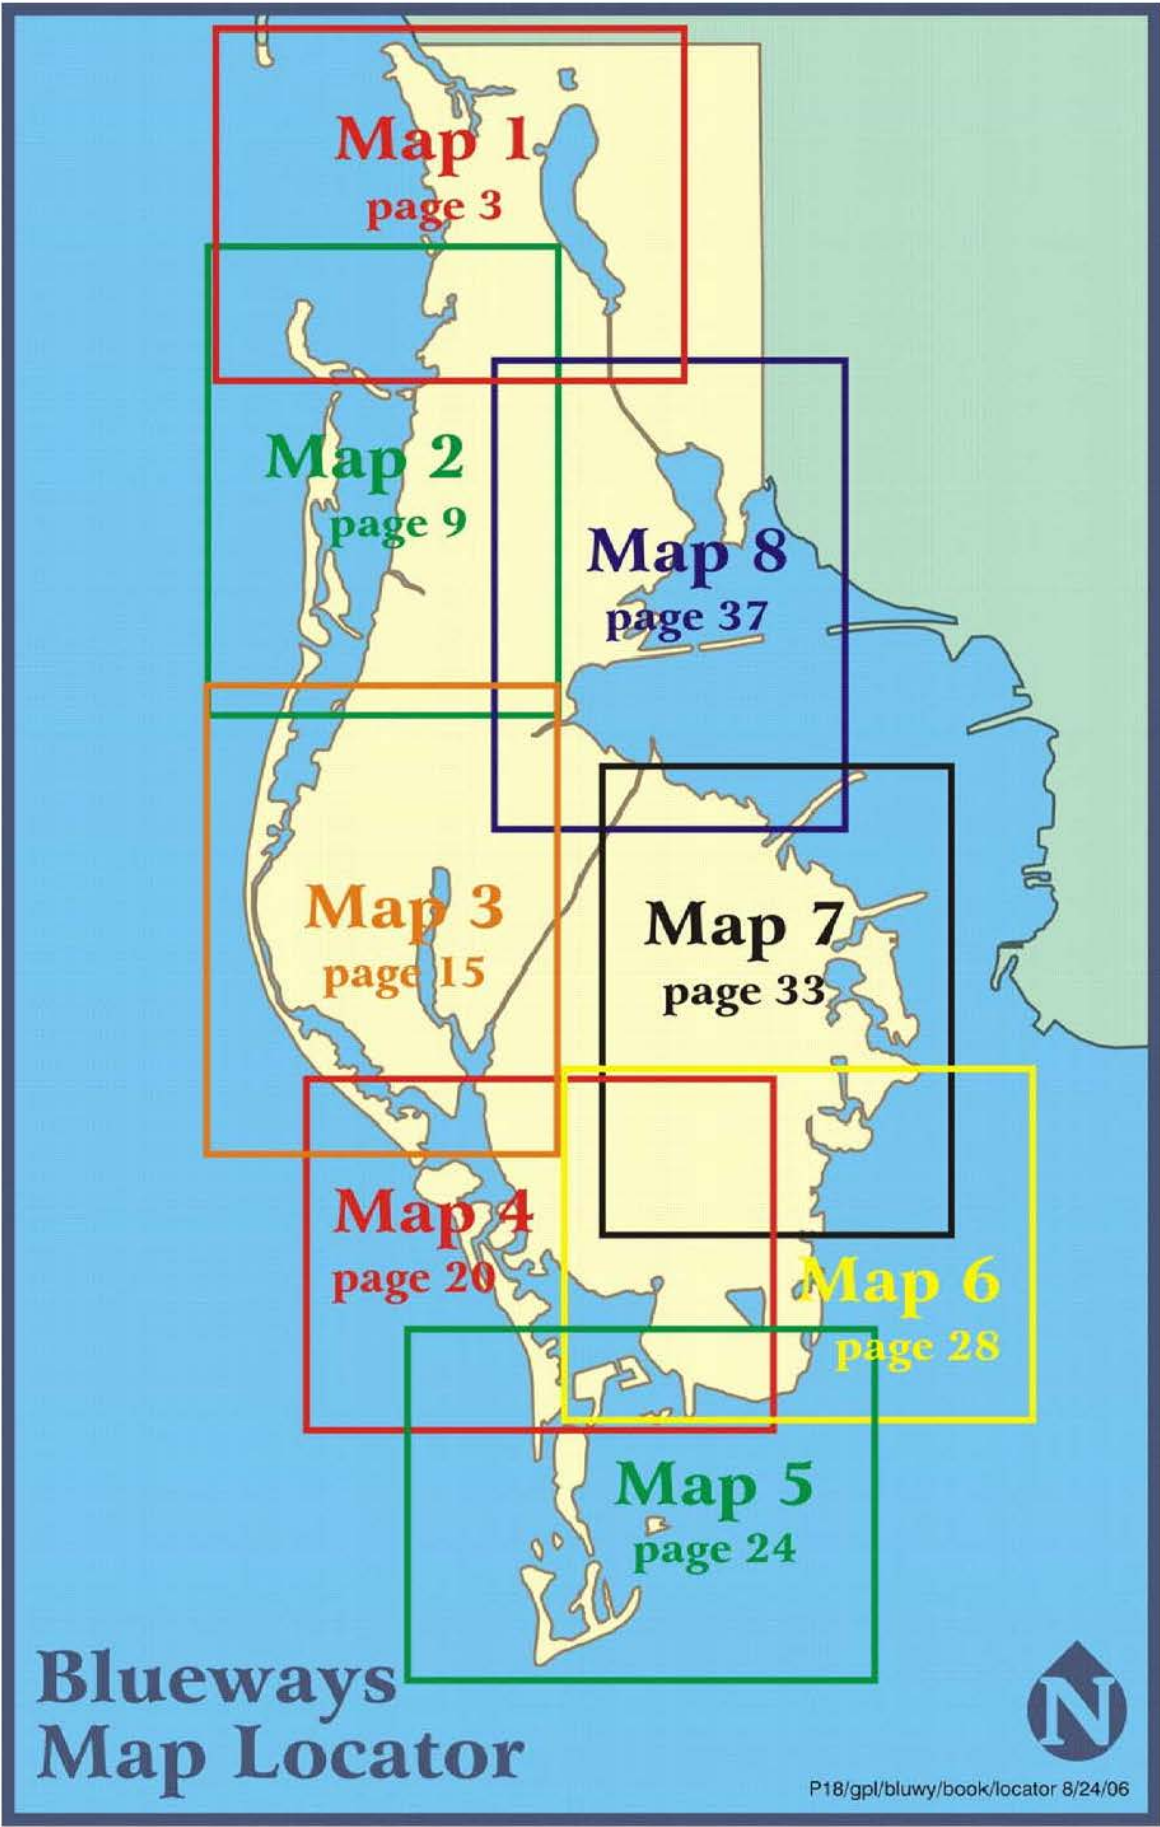 Map 1
page 3
Map 2
page 9
Map 8
page 37
Map 3
page 15
Map 7
page 33
Map 4
page 20
Map 6
page 28
Map 5
page 24
Blueways
Map Locator
N
P18/gpl/bluwy/book/locator 8/24/06